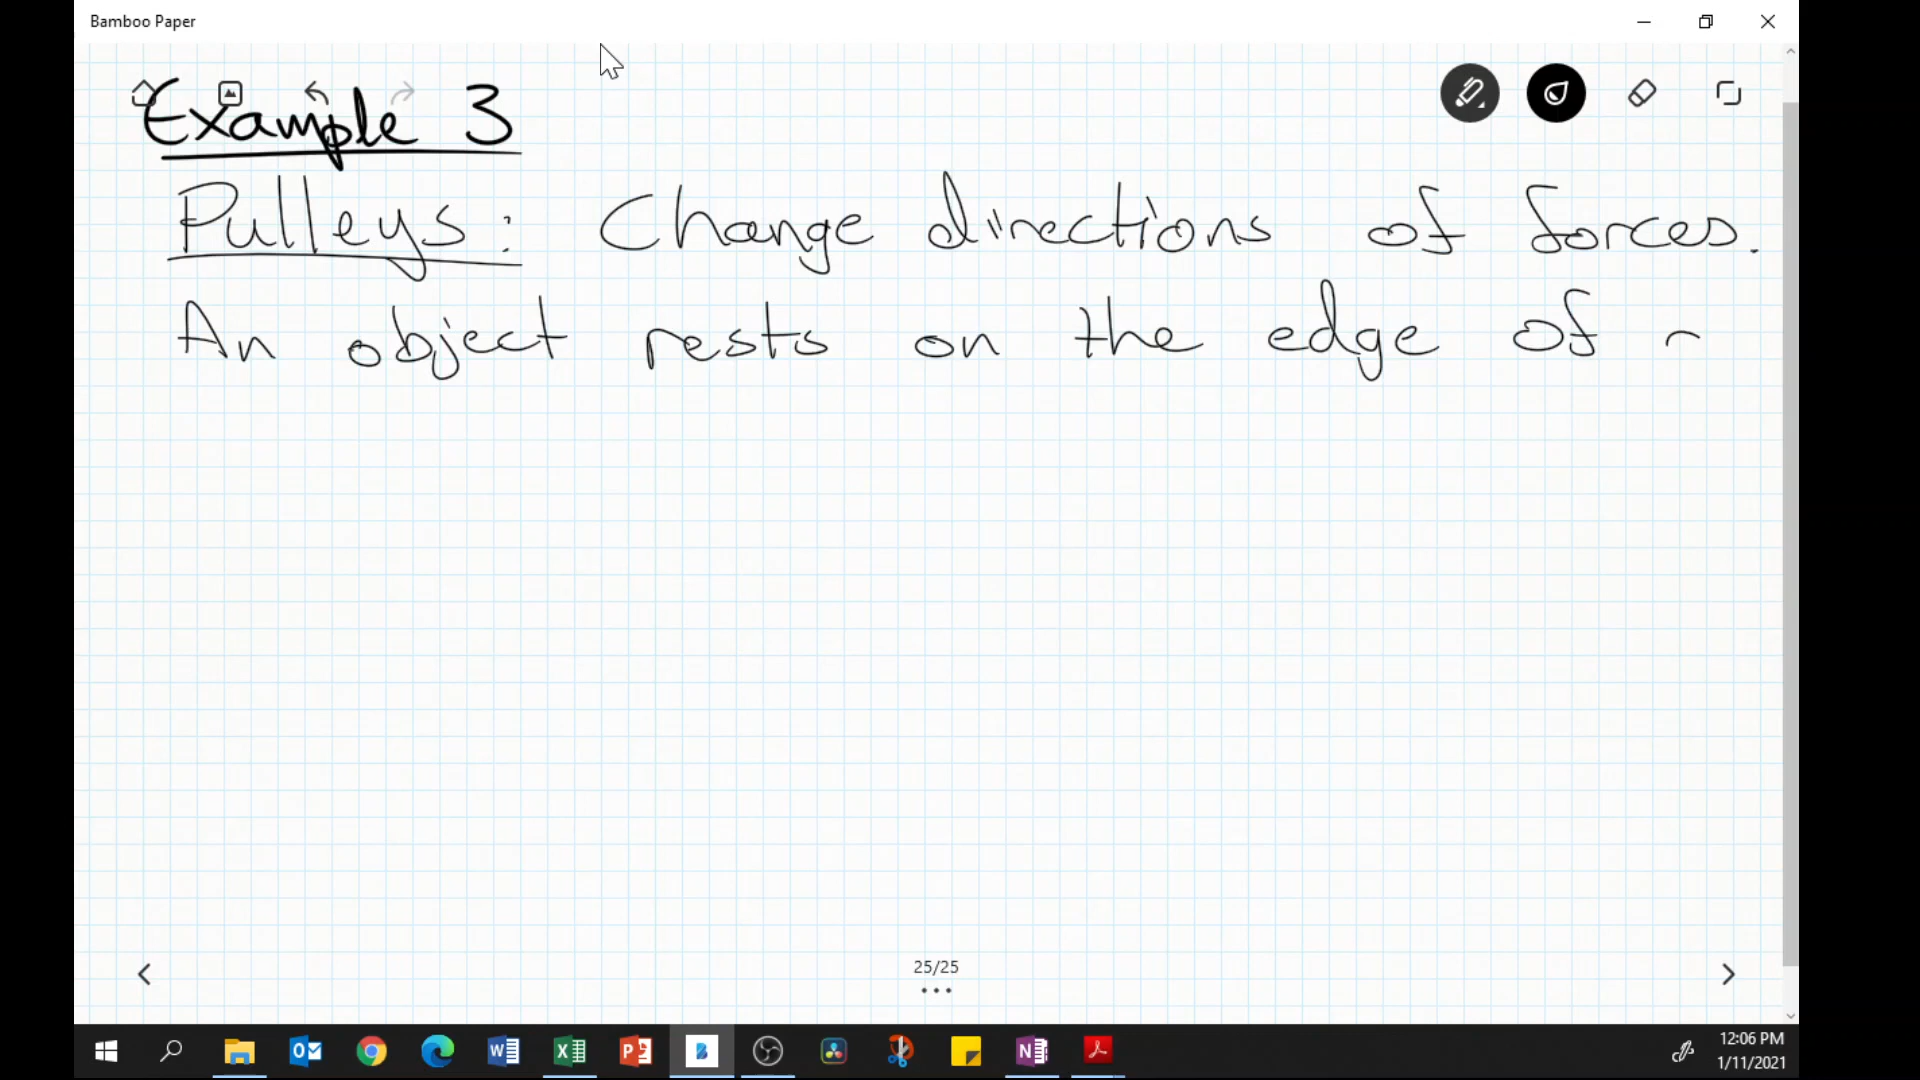 Bamboo Paper
Example 3
Pulleys: Change directions of forces.
An object rests on the edge of
25/25
12:06 PM
1/11/2021